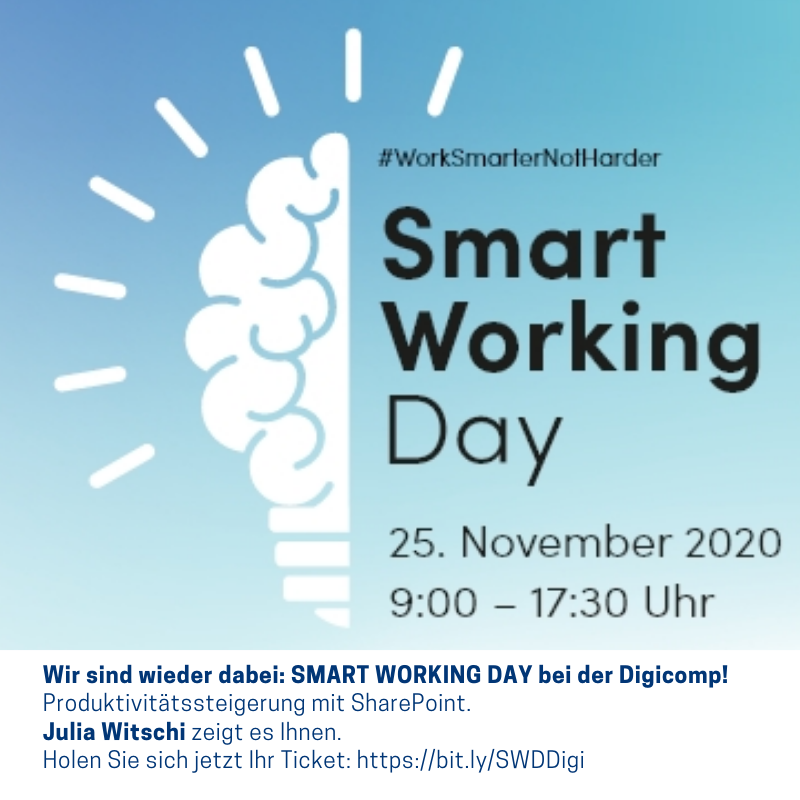 #WorkSmarterNotHarder
Smart
Working
Day
25. November 2020
9:00 – 17:30 Uhr
Wir sind wieder dabei: SMART WORKING DAY bei der Digicomp!
Produktivitätssteigerung mit SharePoint.
Julia Witschi zeigt es Ihnen.
Holen Sie sich jetzt Ihr Ticket: https://bit.ly/SWDDigi